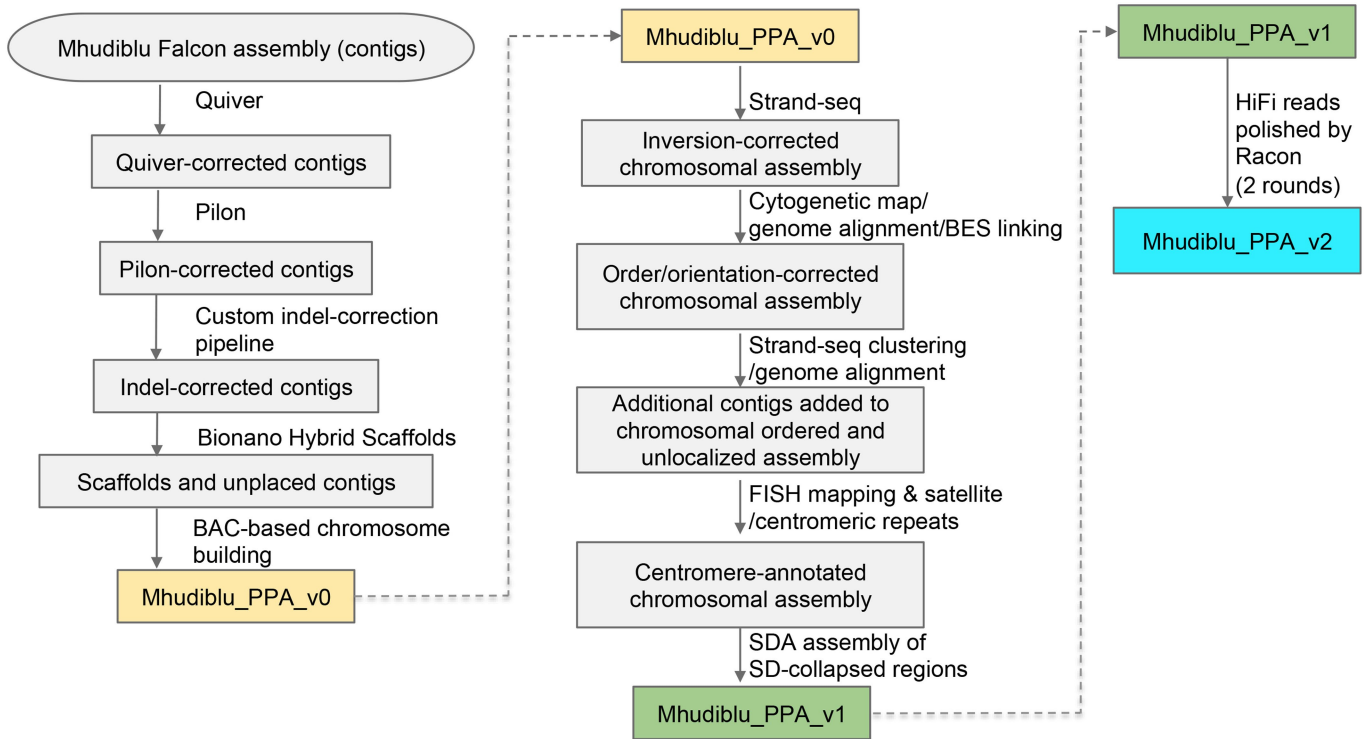 Mhudiblu Falcon assembly (contigs)
Quiver
Quiver-corrected contigs
Pilon
Pilon-corrected contigs
Custom indel-correction
pipeline
Indel-corrected contigs
Bionano Hybrid Scaffolds
Scaffolds and unplaced contigs
BAC-based chromosome
building
Mhudiblu_PPA_v0
Mhudiblu_PPA_v0
Strand-seq
Inversion-corrected
chromosomal assembly
Cytogenetic map/
genome alignment/BES linking
Order/orientation-corrected
chromosomal assembly
Strand-seq clustering
/genome alignment
Additional contigs added to
chromosomal ordered and
unlocalized assembly
FISH mapping & satellite
/centromeric repeats
Centromere-annotated
chromosomal assembly
SDA assembly of
SD-collapsed regions
Mhudiblu_PPA_v1
Mhudiblu_PPA_v1
HiFi reads
polished by
Racon
(2 rounds)
Mhudiblu_PPA_v2